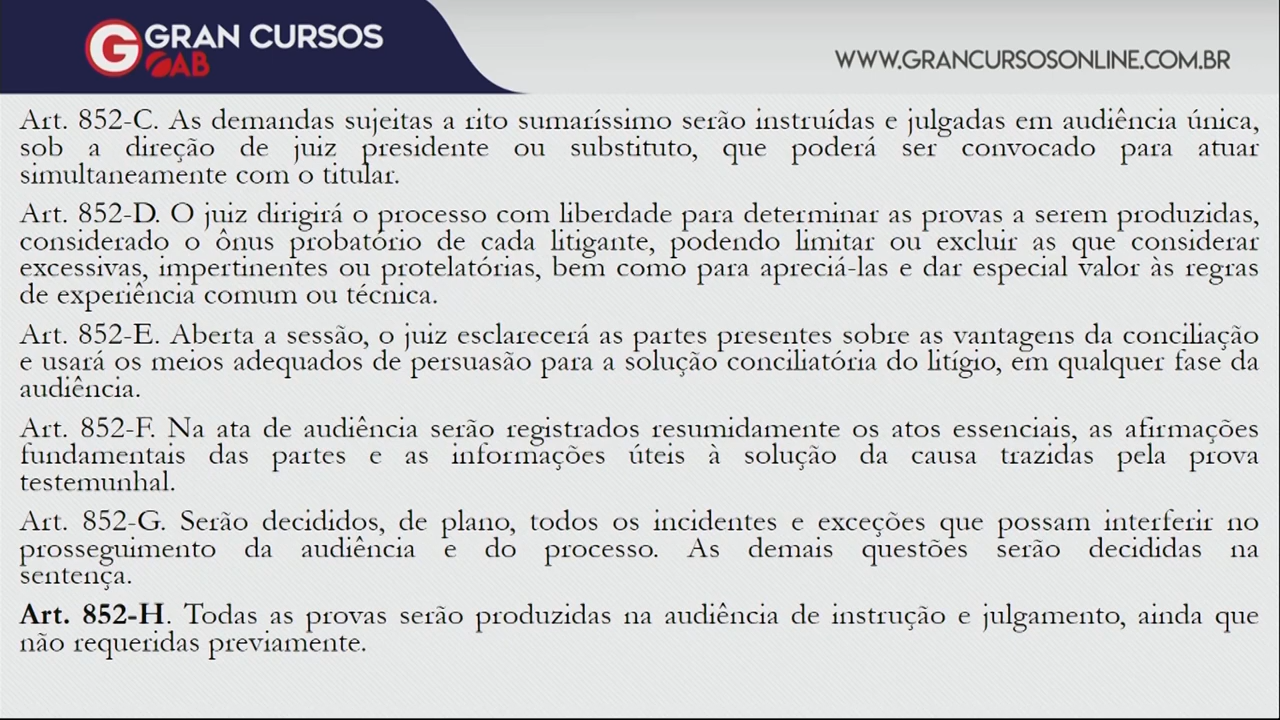 GRAN CURSOS
OAB
WWW.GRANCURSOSONLINE.COM.BR
Art. 852-C. As demandas sujeitas a rito sumaríssimo serão instruídas e julgadas em audiência única,
sob a direção de juiz presidente ou substituto, que poderá ser convocado para atuar
simultaneamente com o titular.
Art. 852-D. O juiz dirigirá o processo com liberdade para determinar as provas a serem produzidas,
considerado o ônus probatório de cada litigante, podendo limitar ou excluir as que considerar
excessivas, impertinentes ou protelatórias, bem como para apreciá-las e dar especial valor às regras
de experiência comum ou técnica.
Art. 852-E. Aberta a sessão, o juiz esclarecerá as partes presentes sobre as vantagens da conciliação
e usará os meios adequados de persuasão para a solução conciliatória do litígio, em qualquer fase da
audiência.
Art. 852-F. Na ata de audiência serão registrados resumidamente os atos essenciais, as afirmações
fundamentais das partes e as informações úteis à solução da causa trazidas pela prova
testemunhal.
Art. 852-G. Serão decididos, de plano, todos os incidentes e exceções que possam interferir no
prosseguimento da audiência e do processo. As demais questões serão decididas na
sentença.
Art. 852-H. Todas as provas serão produzidas na audiência de instrução e julgamento, ainda que
não requeridas previamente.